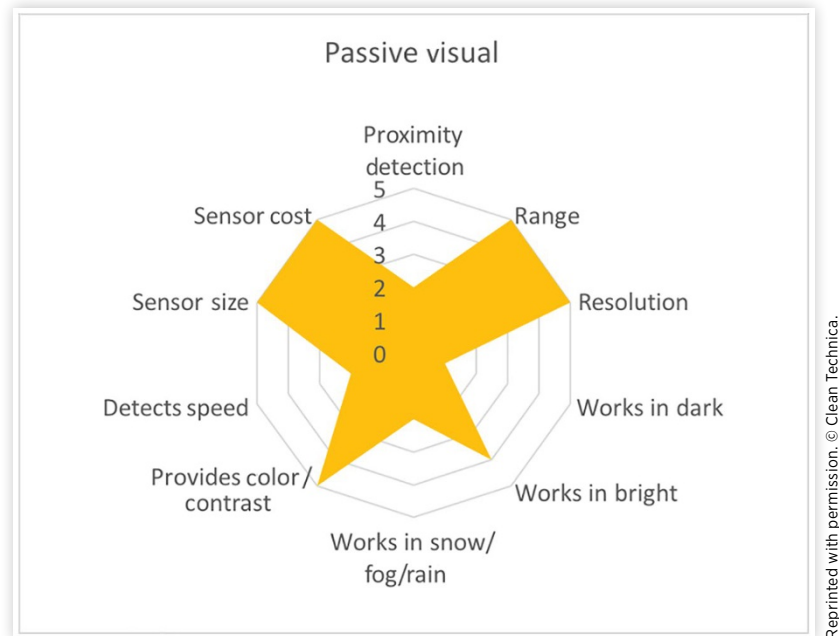 Passive visual
Proximity
detection
5
4
3
2
1
0
Sensor cost
Range
Sensor size
Resolution
Detects speed
Works in dark
Provides color/
contrast
Works in bright
Works in snow/
fog/rain
Reprinted with permission. © Clean Technica.